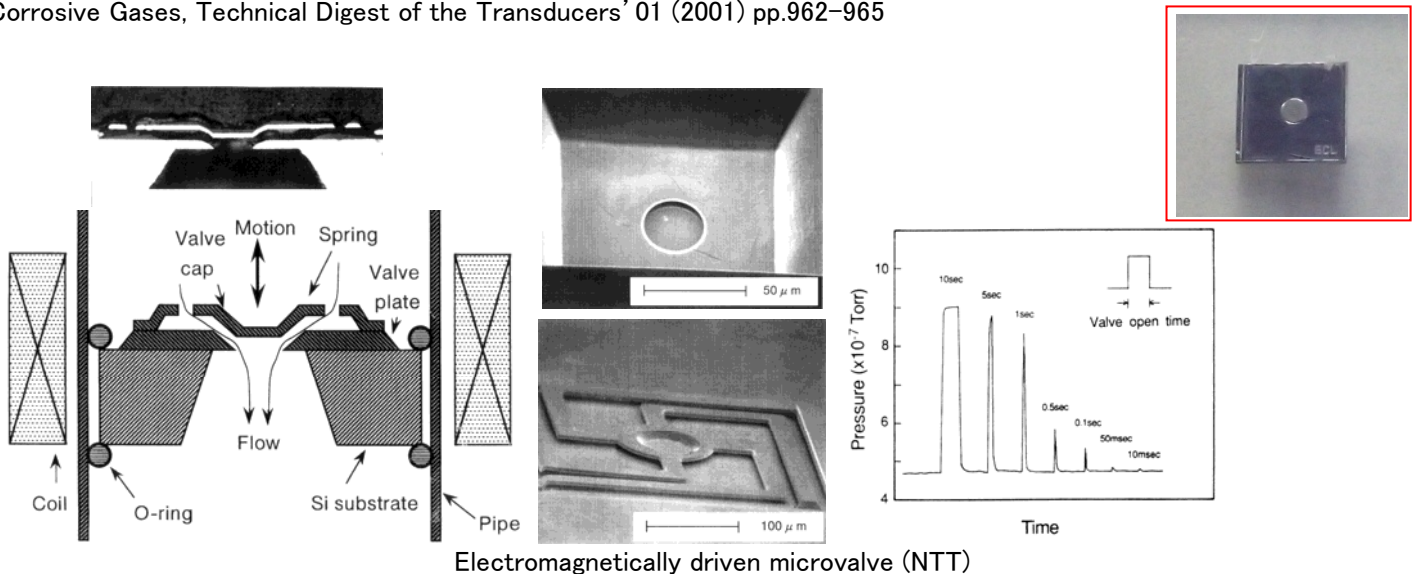 Corrosive Gases, Technical Digest of the Transducers' 01 (2001) pp.962-965
BCL
Motion
Valve cap
Spring
Valve plate
Flow
Coil
O-ring
Si substrate
Pipe
50 μm
100 μm
Pressure (x10⁻⁷ Torr)
10
8
6
4
10sec
5sec
1sec
0.5sec
0.1sec
50msec
10msec
Valve open time
Time
Electromagnetically driven microvalve (NTT)